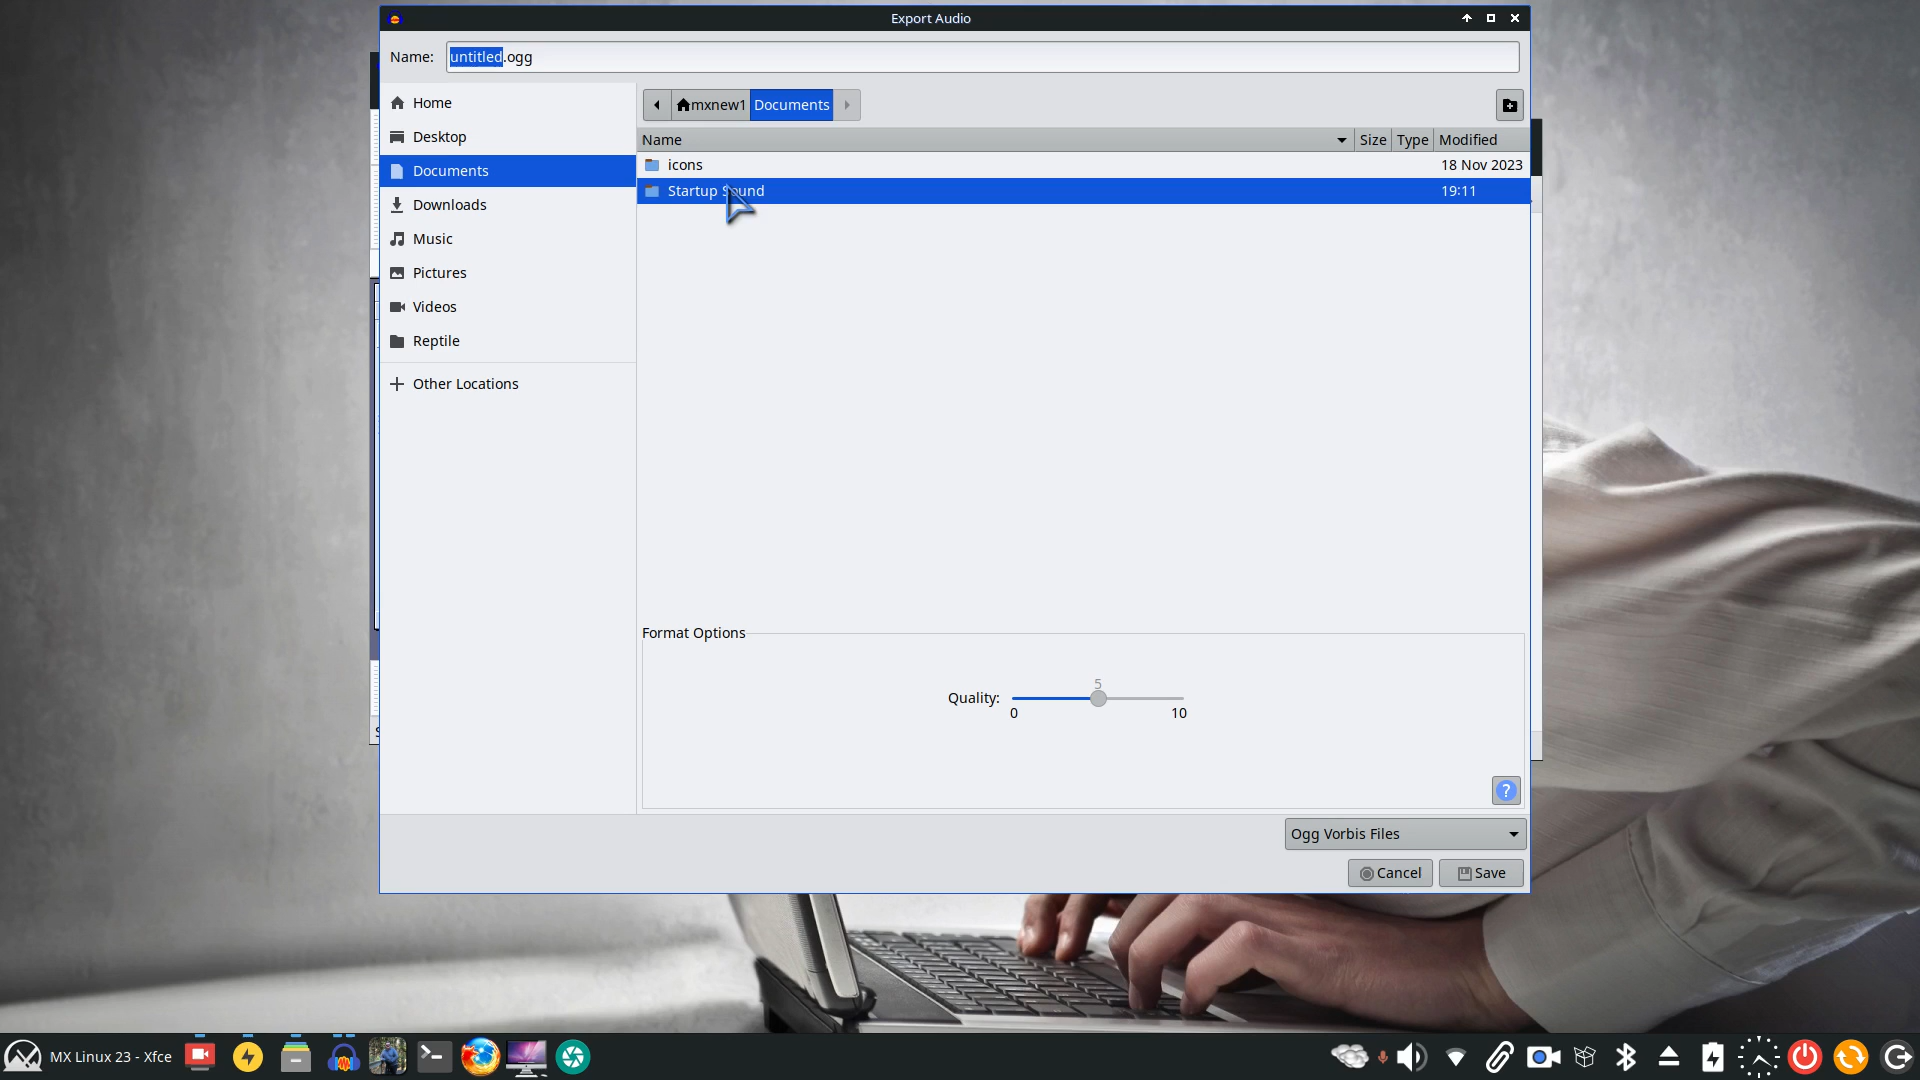 Export Audio
Name: untitled.ogg
Home
Desktop
Documents
Downloads
Music
Pictures
Videos
Reptile
Other Locations
mxnew1 Documents
Name Size Type Modified
icons 18 Nov 2023
Startup Sound 19:11
Format Options
5
Quality:
0 10
?
Ogg Vorbis Files
Cancel Save
MX Linux 23 - Xfce